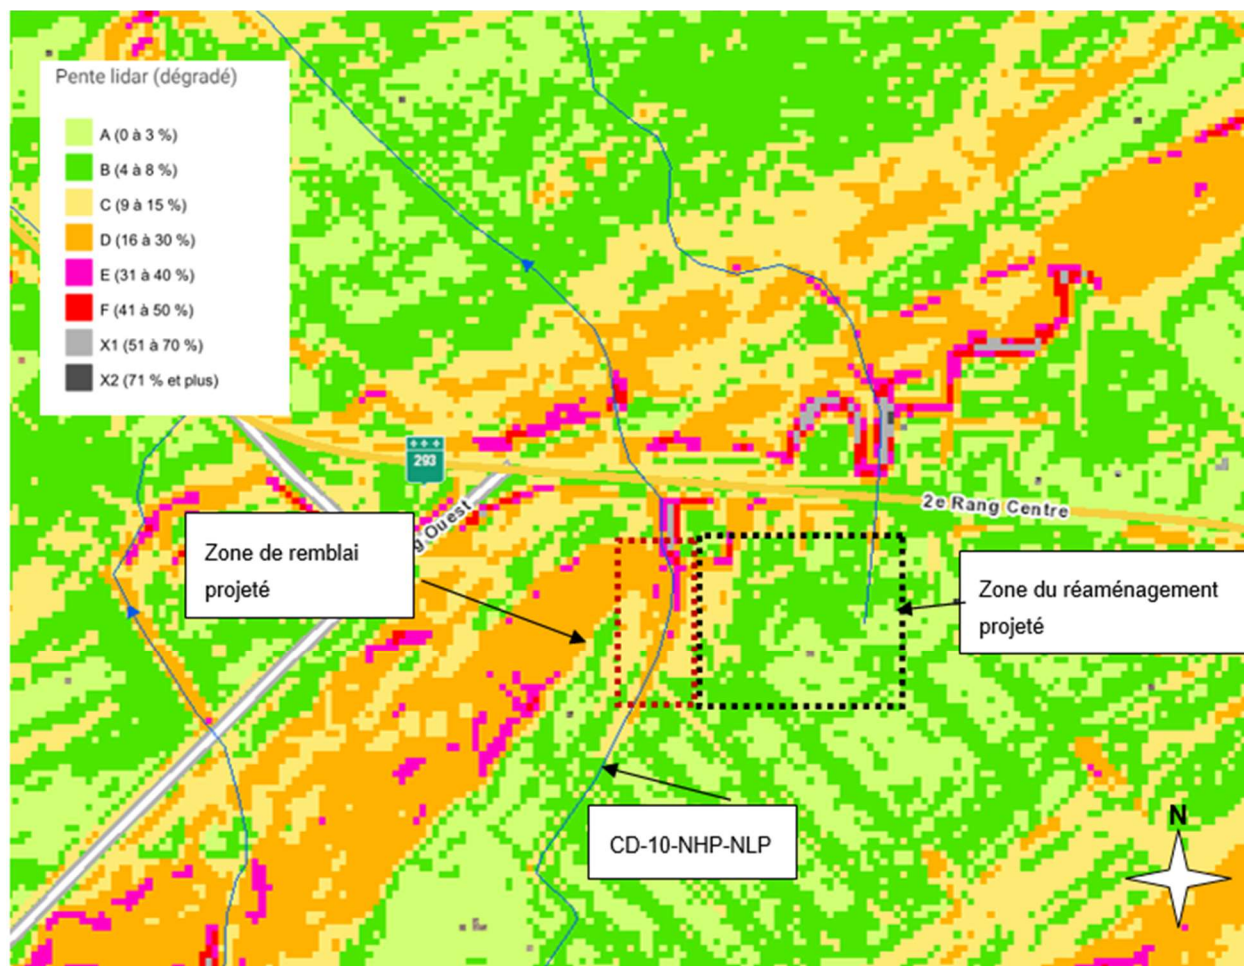 Pente lidar (dégradé)
A (0 à 3 %)
B (4 à 8 %)
C (9 à 15 %)
D (16 à 30 %)
E (31 à 40 %)
F (41 à 50 %)
X1 (51 à 70 %)
X2 (71 % et plus)
293
2e Rang Centre
g Ouest
Zone de remblai
projeté
Zone du réaménagement
projeté
CD-10-NHP-NLP
N